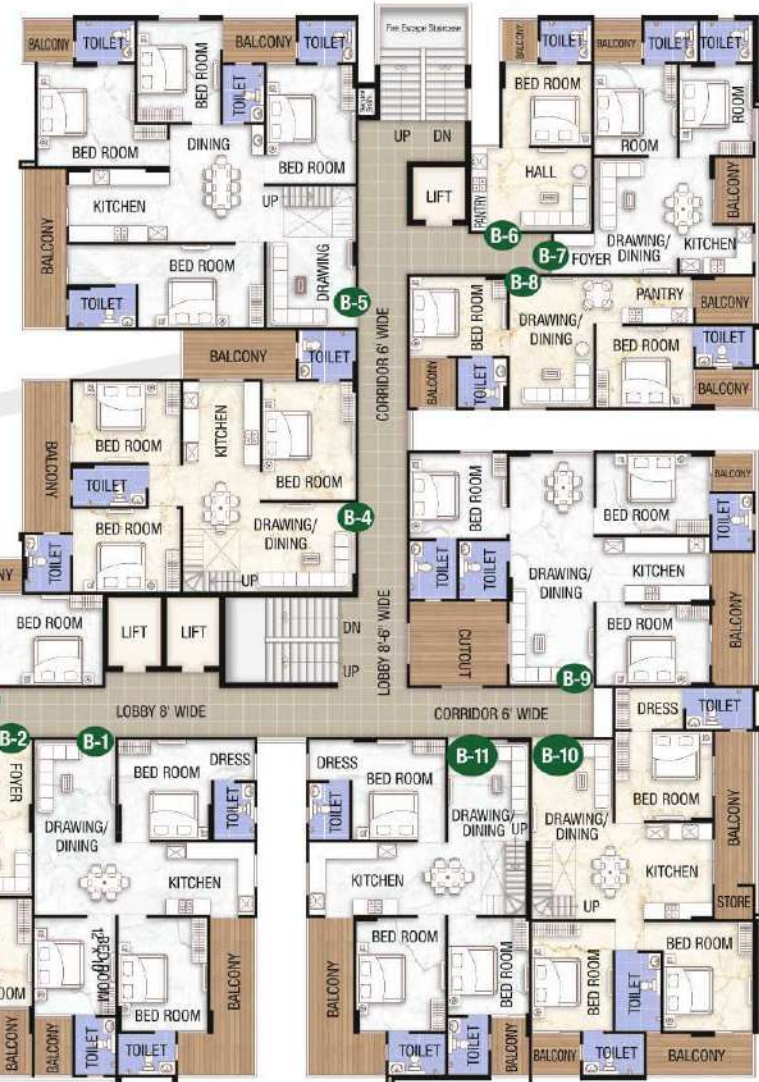 Fire Escape Staircase
BALCONY
TOILET
BED ROOM
BALCONY
TOILET
TOILET
BED ROOM
BED ROOM
DINING
KITCHEN
UP
BALCONY
BED ROOM
DRAWING
TOILET
B-5
UP DN
LIFT
CORRIDOR 6' WIDE
BALCONY
TOILET
BALCONY
TOILET
TOILET
BED ROOM
ROOM
ROOM
HALL
PANTRY
BALCONY
B-6
B-7
FOYER
DRAWING/
DINING
KITCHEN
B-8
BED ROOM
DRAWING/
DINING
PANTRY
BALCONY
BED ROOM
TOILET
BALCONY
TOILET
BALCONY
BALCONY
TOILET
BED ROOM
KITCHEN
BED ROOM
BALCONY
TOILET
BED ROOM
TOILET
DRAWING/
DINING
UP
B-4
BED ROOM
BED ROOM
BALCONY
TOILET
TOILET
TOILET
DRAWING/
DINING
KITCHEN
BED ROOM
BALCONY
CUTOUT
B-9
NY
BED ROOM
LIFT
LIFT
DN
UP
LOBBY 8'-6" WIDE
LOBBY 8' WIDE
CORRIDOR 6' WIDE
DRESS
TOILET
B-2
B-1
FOYER
BED ROOM
DRESS
TOILET
DRAWING/
DINING
KITCHEN
OOM
BED ROOM
BED ROOM
BALCONY
BALCONY
BALCONY
TOILET
TOILET
DRESS
BED ROOM
TOILET
B-11
DRAWING/
DINING UP
KITCHEN
BED ROOM
BED ROOM
BALCONY
TOILET
TOILET
BALCONY
B-10
DRAWING/
DINING
BED ROOM
BALCONY
KITCHEN
UP
STORE
BED ROOM
BED ROOM
TOILET
BALCONY
TOILET
BALCONY